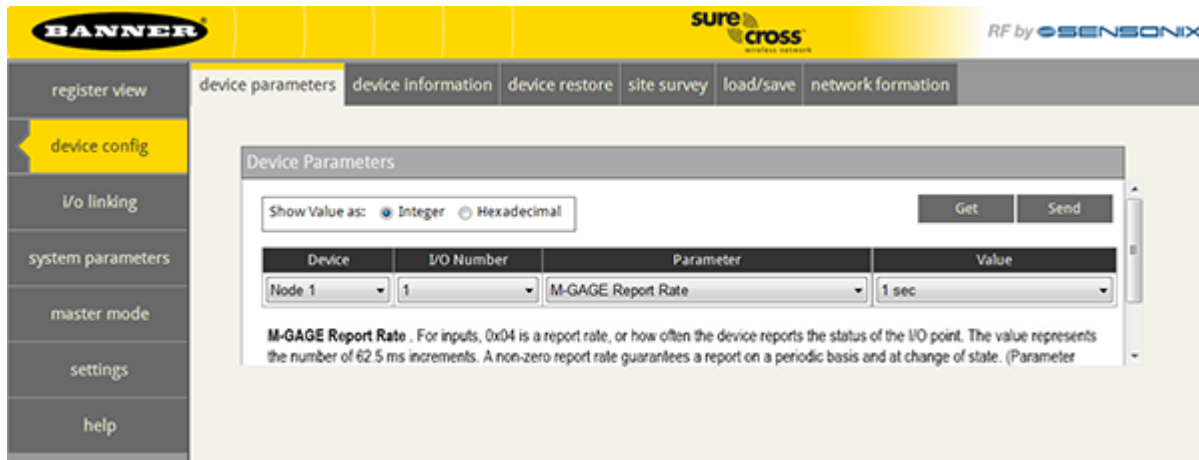 BANNER
sure cross
wireless network
RF by SENSONIX
register view
device config
i/o linking
system parameters
master mode
settings
help
device parameters device information device restore site survey load/save network formation
Device Parameters
Show Value as: Integer Hexadecimal
Get Send
Device I/O Number Parameter Value
Node 1 1 M-GAGE Report Rate 1 sec
M-GAGE Report Rate . For inputs, 0x04 is a report rate, or how often the device reports the status of the I/O point. The value represents
the number of 62.5 ms increments. A non-zero report rate guarantees a report on a periodic basis and at change of state. (Parameter